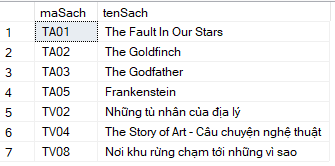 maSach tenSach
1 TA01 The Fault In Our Stars
2 TA02 The Goldfinch
3 TA03 The Godfather
4 TA05 Frankenstein
5 TV02 Những tù nhân của địa lý
6 TV04 The Story of Art - Câu chuyện nghệ thuật
7 TV08 Nơi khu rừng chạm tới những vì sao